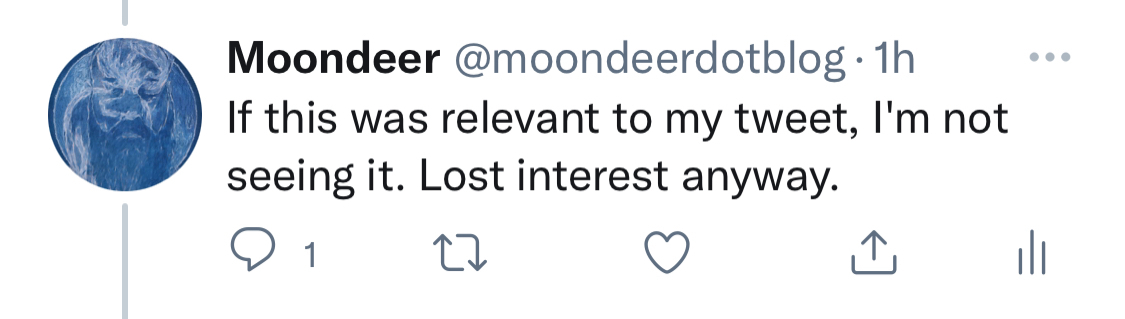 Moondeer @moondeerdotblog · 1h
If this was relevant to my tweet, I'm not
seeing it. Lost interest anyway.
1